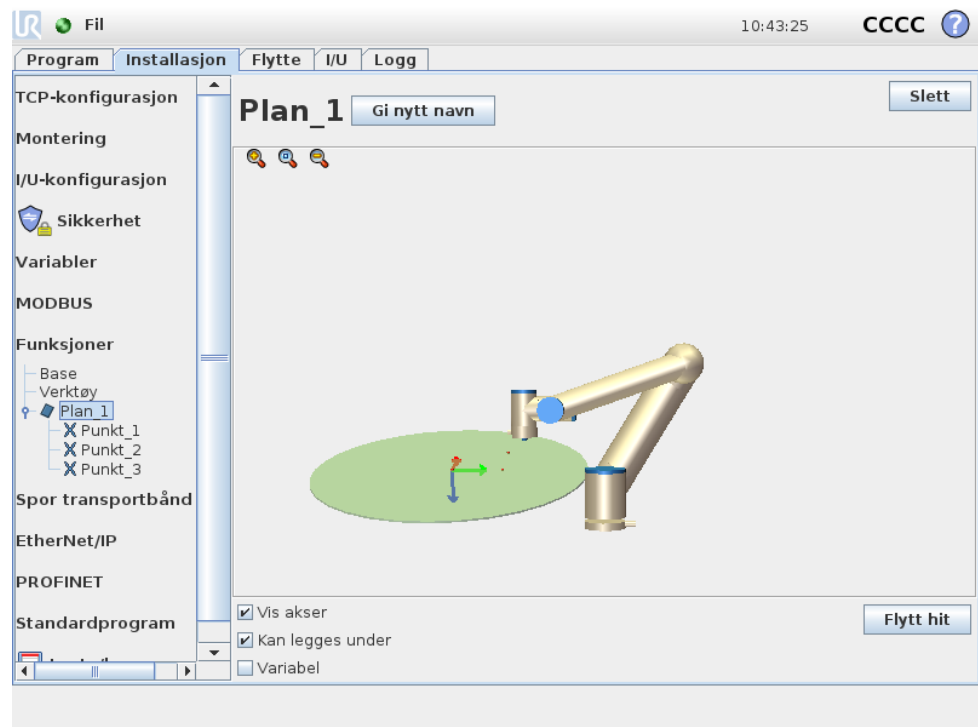 UR Fil 10:43:25 CCCC ?
Program Installasjon Flytte I/U Logg
TCP-konfigurasjon
Montering
I/U-konfigurasjon
Sikkerhet
Variabler
MODBUS
Funksjoner
Base
Verktøy
Plan_1
Punkt_1
Punkt_2
Punkt_3
Spor transportbånd
EtherNet/IP
PROFINET
Standardprogram
Plan_1 Gi nytt navn Slett
Vis akser
Kan legges under
Variabel
Flytt hit